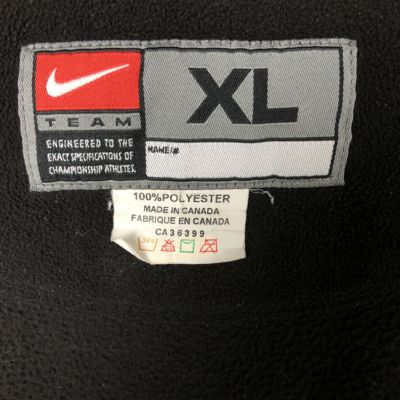 TEAM
ENGINEERED TO THE
EXACT SPECIFICATIONS OF
CHAMPIONSHIP ATHLETES.
XL
NAME/#
100%POLYESTER
MADE IN CANADA
FABRIQUE EN CANADA
CA36399